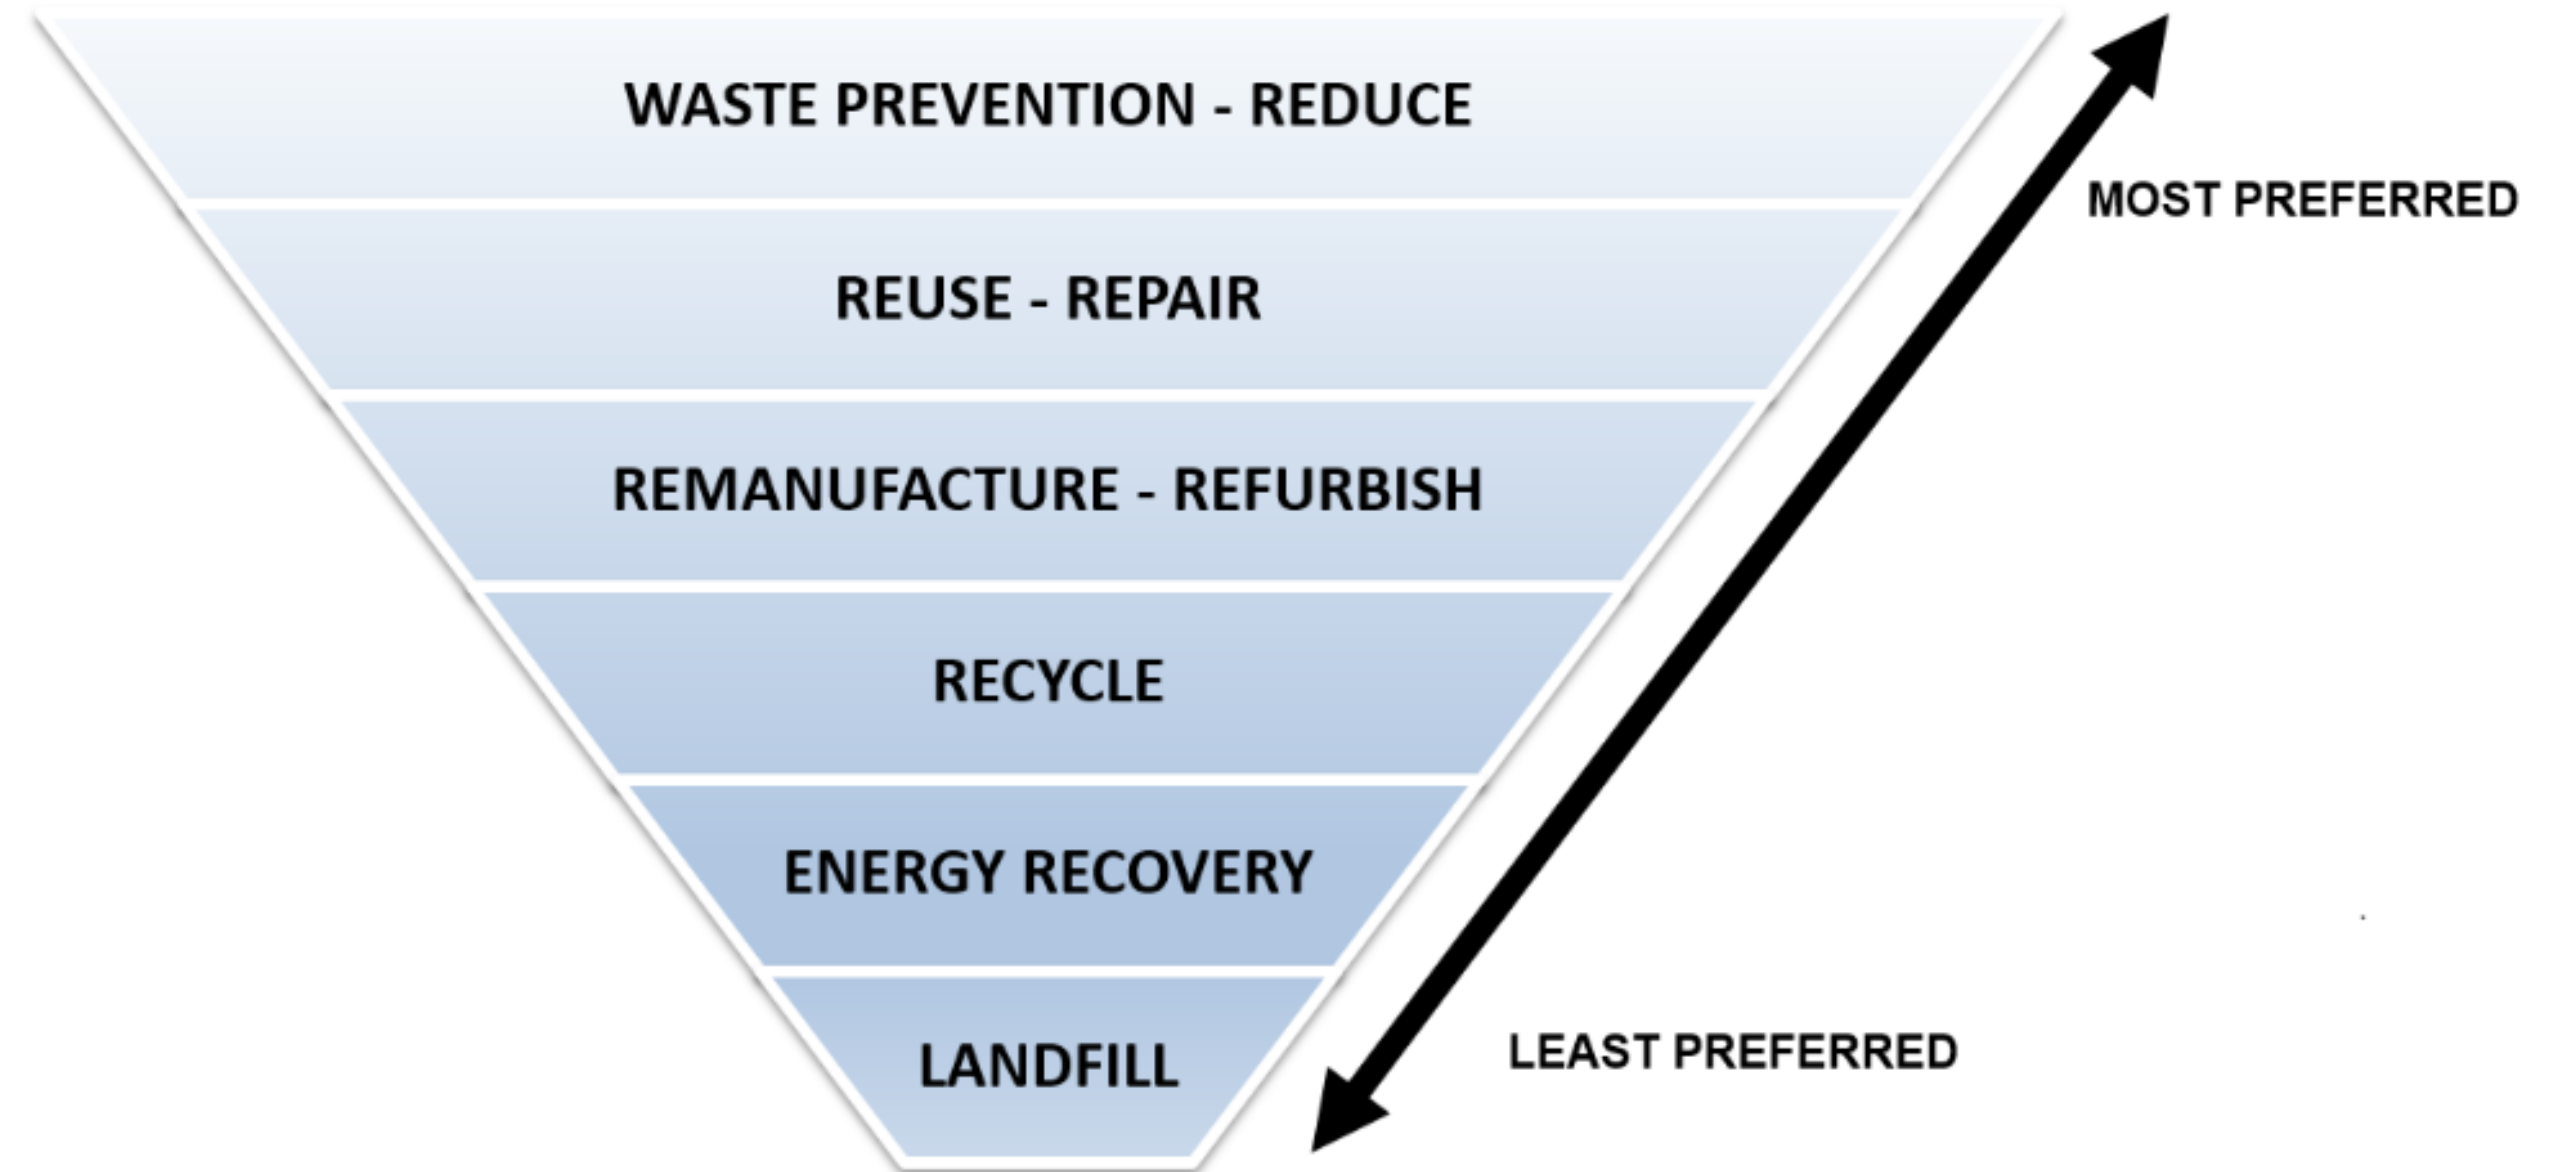 WASTE PREVENTION - REDUCE
MOST PREFERRED
REUSE - REPAIR
REMANUFACTURE - REFURBISH
RECYCLE
ENERGY RECOVERY
LANDFILL
LEAST PREFERRED